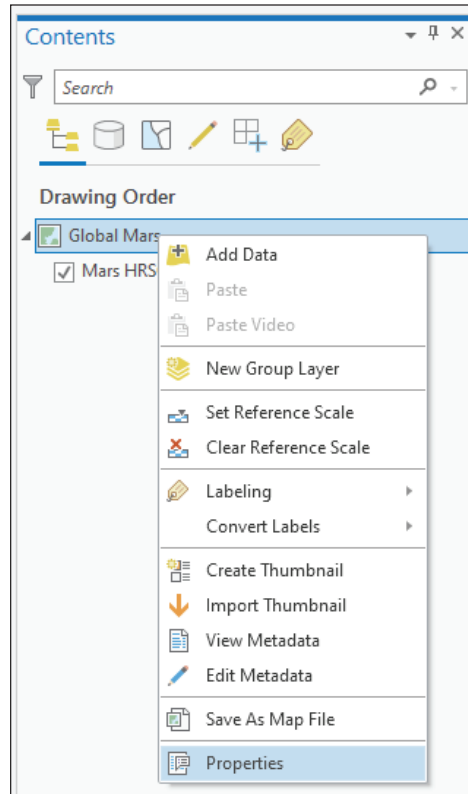 Contents
Search
Drawing Order
Global Mars
Add Data
Mars HRS
Paste
Paste Video
New Group Layer
Set Reference Scale
Clear Reference Scale
Labeling
Convert Labels
Create Thumbnail
Import Thumbnail
View Metadata
Edit Metadata
Save As Map File
Properties